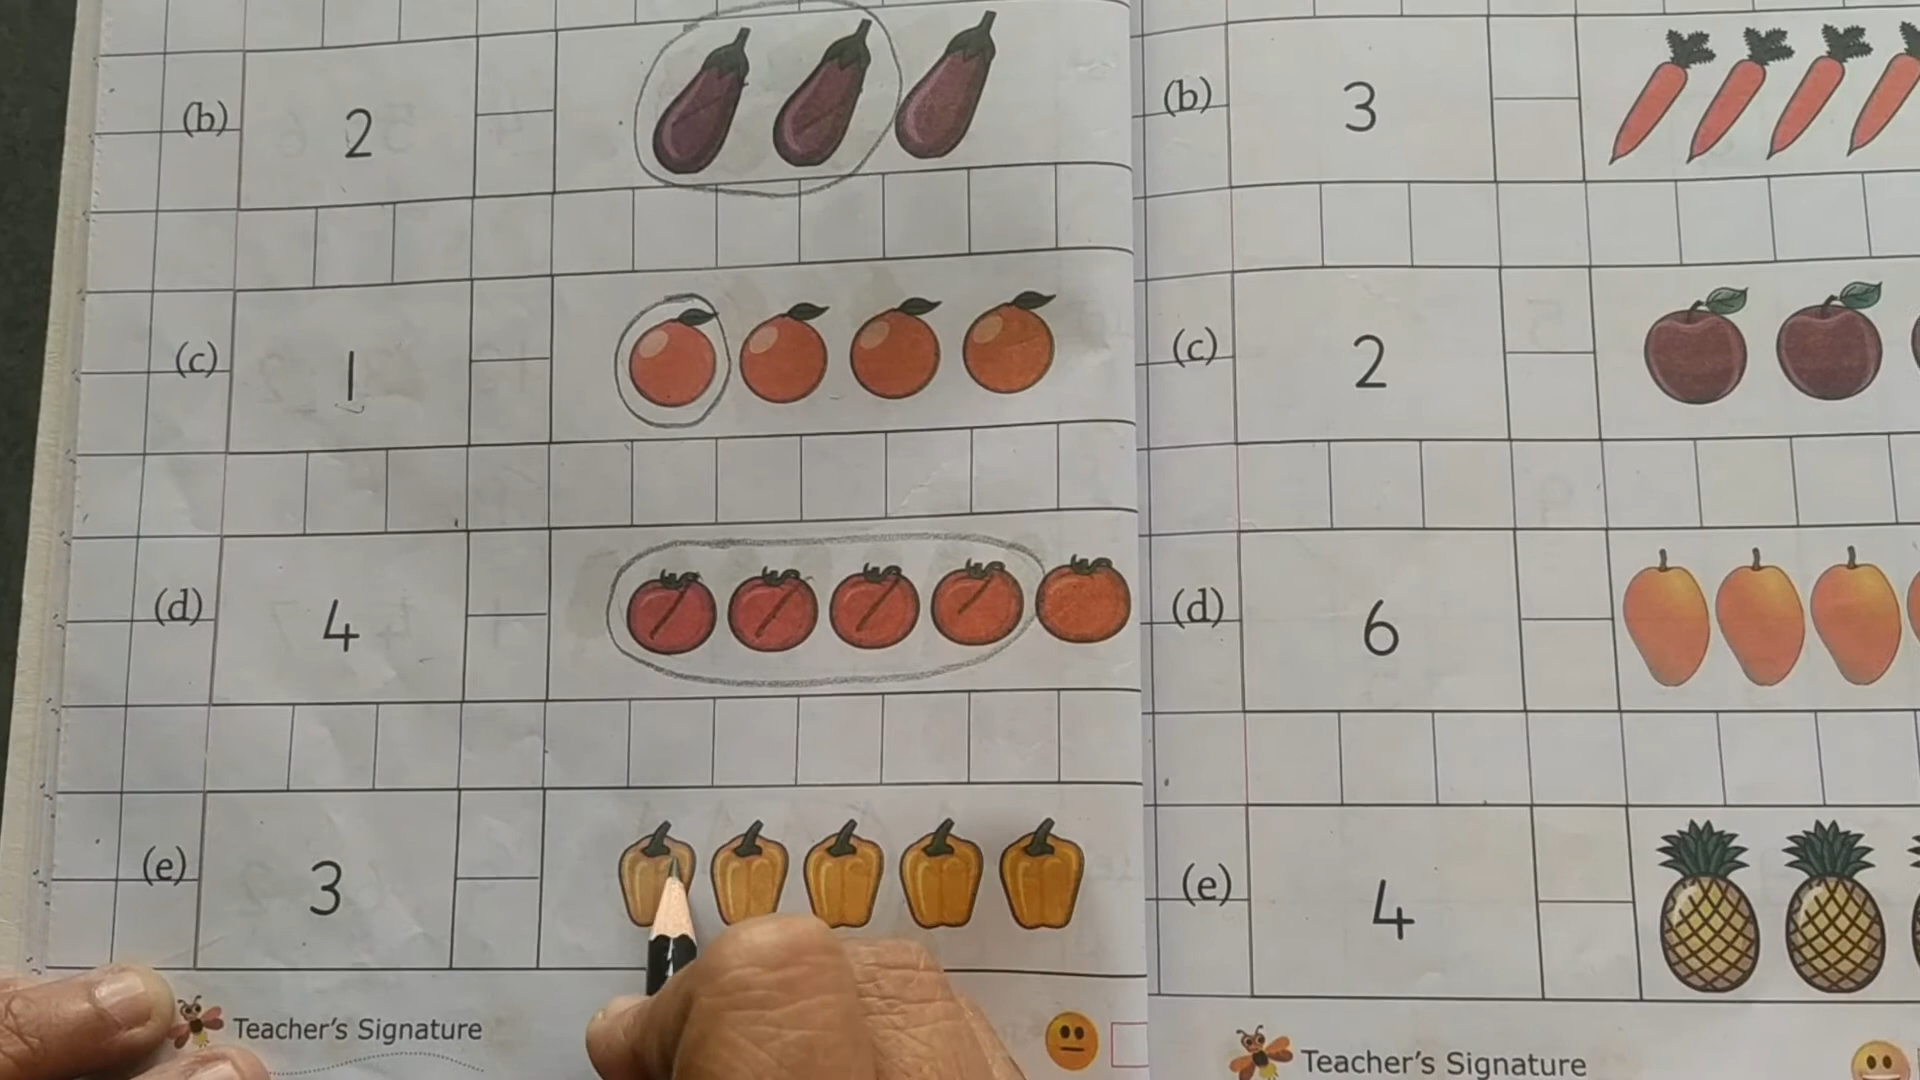 (b) 2
(c) 1
(d) 4
(e) 3
Teacher's Signature
(b) 3
(c) 2
(d) 6
(e) 4
Teacher's Signature